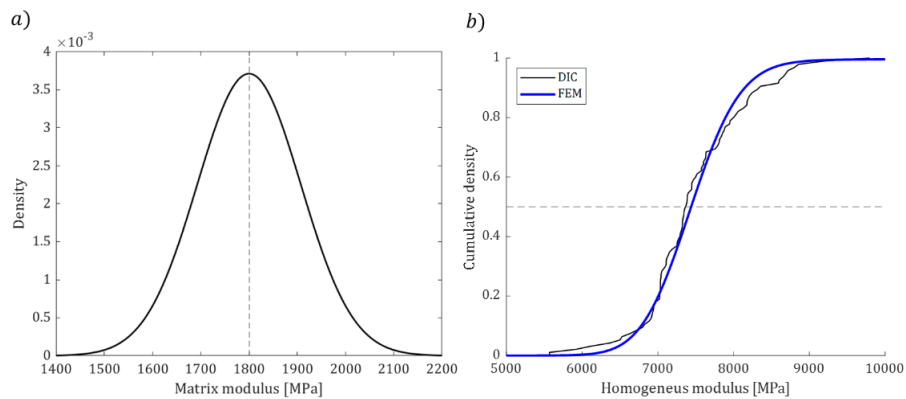 a)
×10⁻³
4
3.5
3
2.5
2
1.5
1
0.5
0
Density
1400 1500 1600 1700 1800 1900 2000 2100 2200
Matrix modulus [MPa]
b)
1
0.8
0.6
0.4
0.2
0
Cumulative density
DIC
FEM
5000 6000 7000 8000 9000 10000
Homogeneus modulus [MPa]